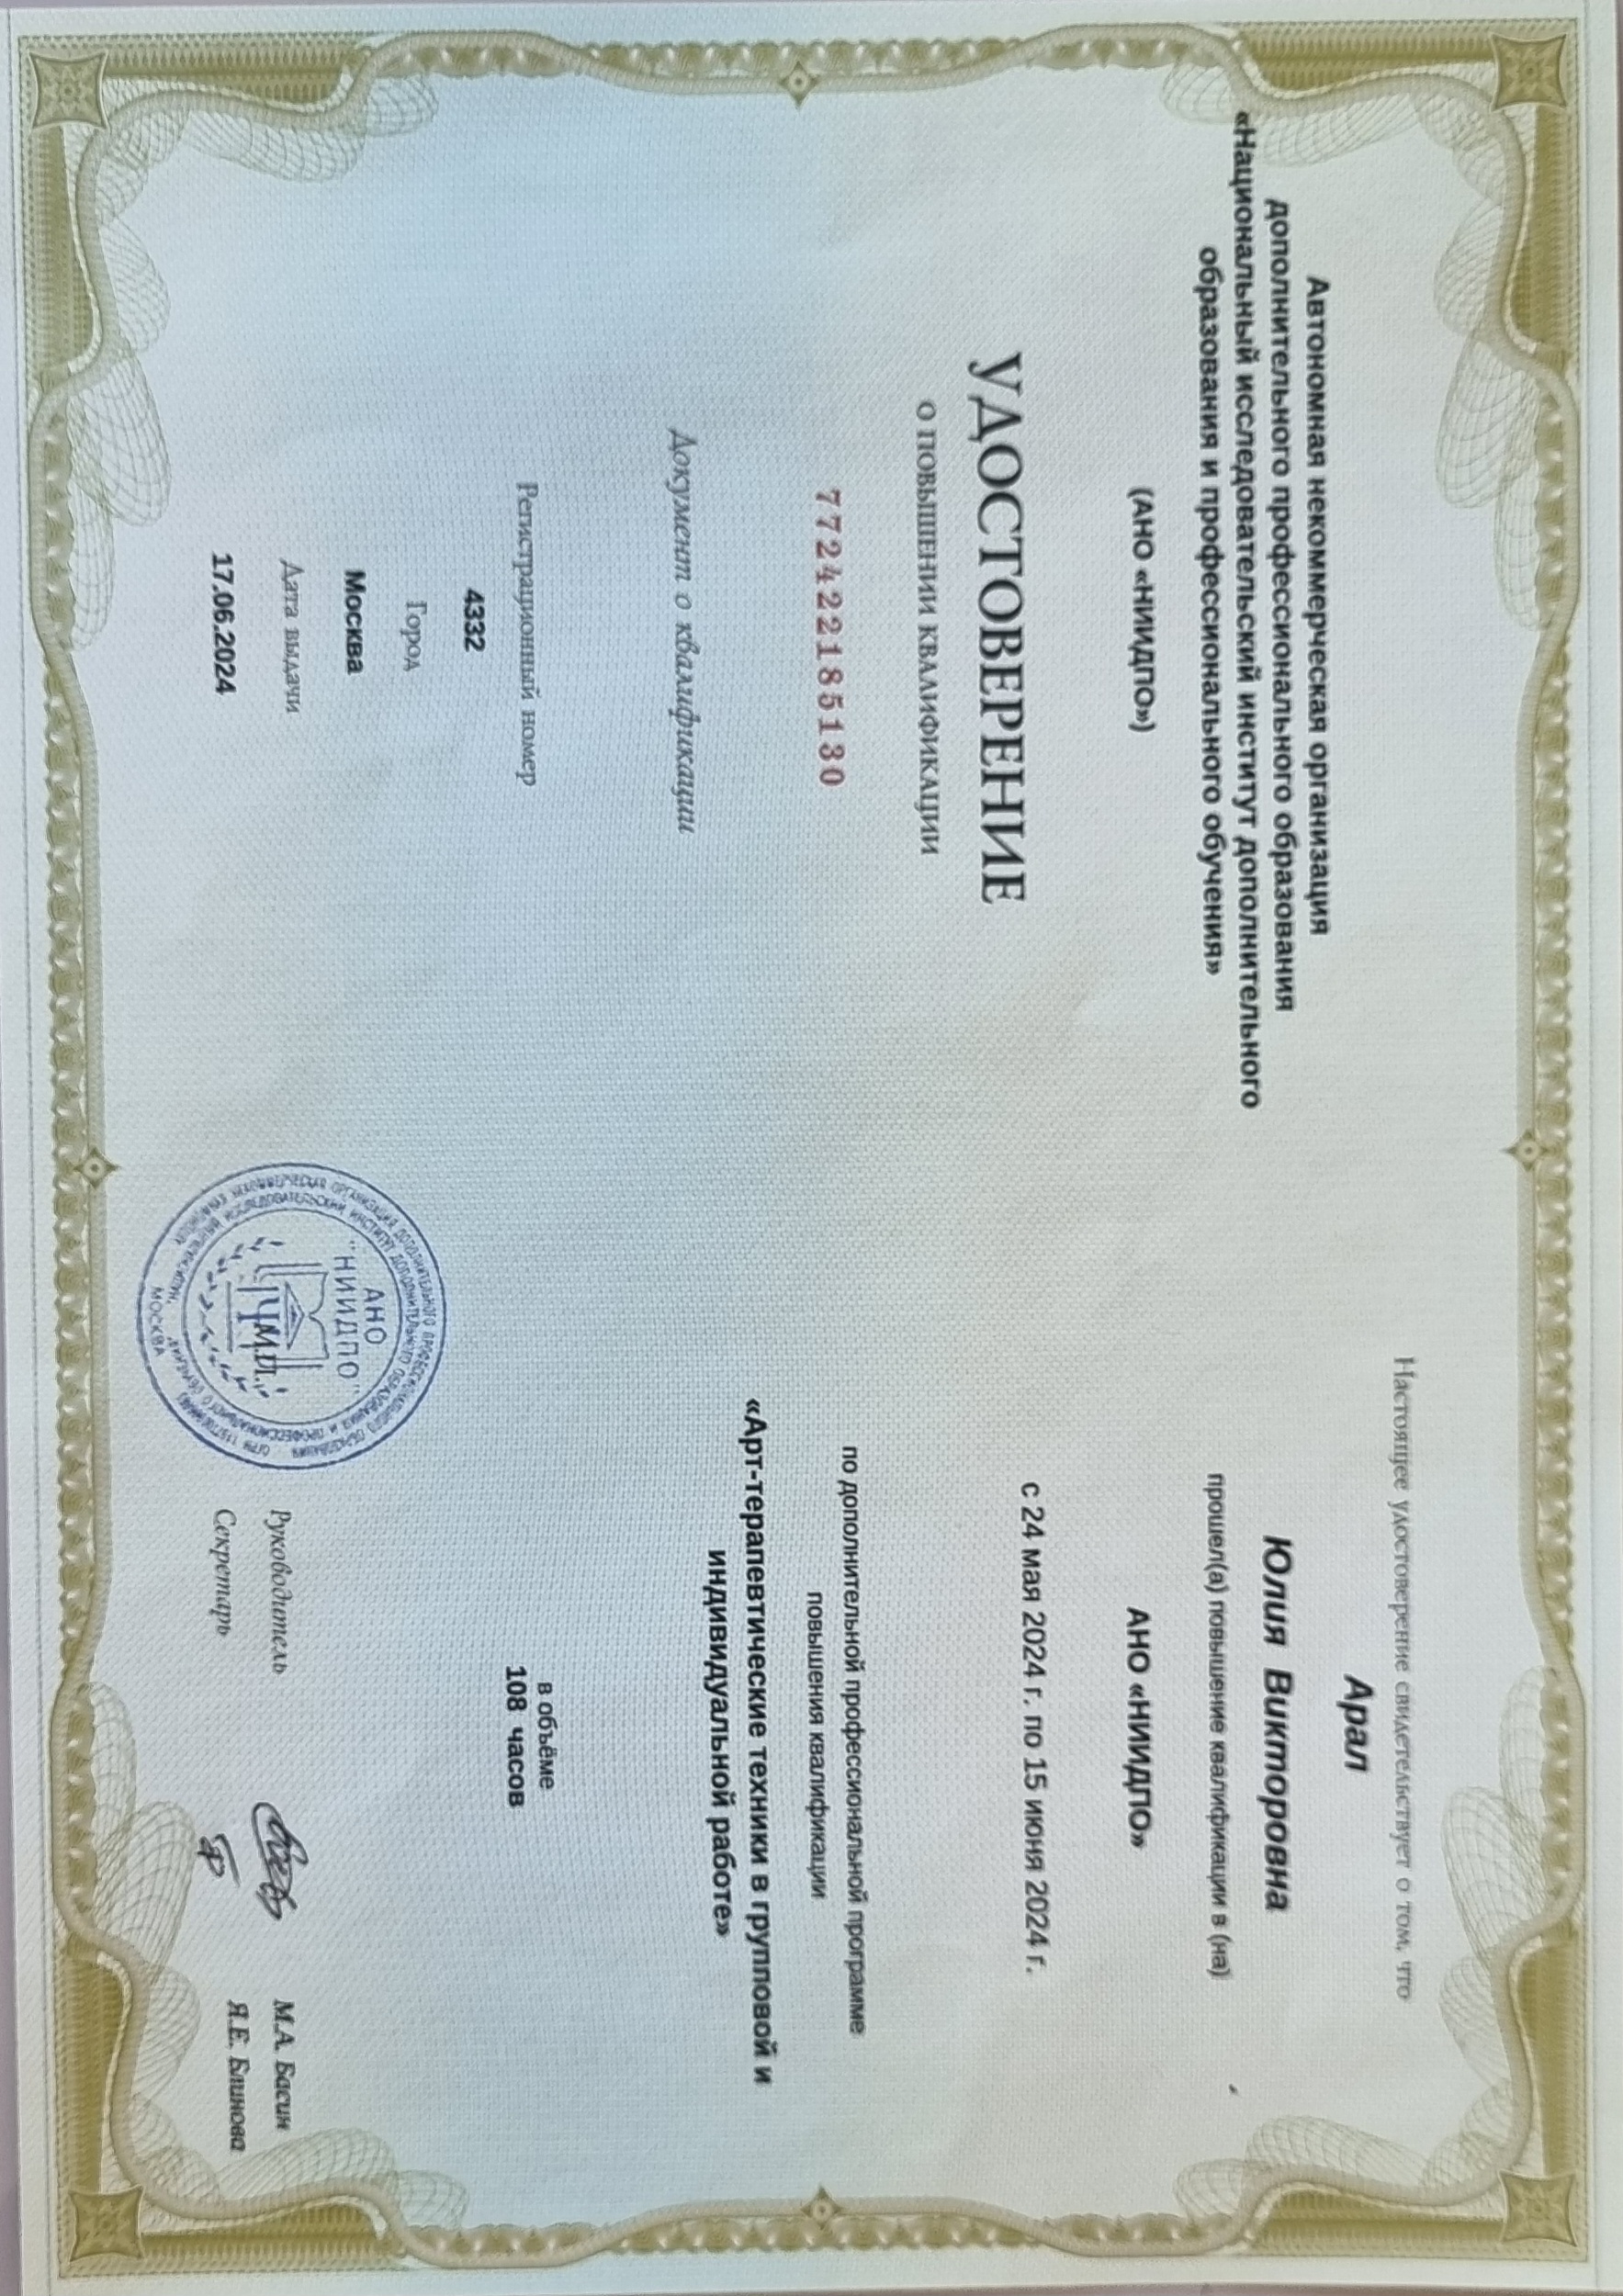 Автономная некоммерческая организация
дополнительного профессионального образования
«Национальный исследовательский институт дополнительного
образования и профессионального обучения»
(АНО «НИИДПО»)
УДОСТОВЕРЕНИЕ
О ПОВЫШЕНИИ КВАЛИФИКАЦИИ
772422185130
Документ о квалификации
Регистрационный номер
4332
Город
Москва
Дата выдачи
17.06.2024
Настоящее удостоверение свидетельствует о том, что
Арал
Юлия Викторовна
прошел(а) повышение квалификации в (на)
АНО «НИИДПО»
с 24 мая 2024 г. по 15 июня 2024 г.
по дополнительной профессиональной программе
повышения квалификации
«Арт-терапевтические техники в групповой и
индивидуальной работе»
в объёме
108 часов
АНО
"НИИДПО"
М.П.
МОСКВА
Руководитель
М.А. Басин
Секретарь
Я.Е. Блинова